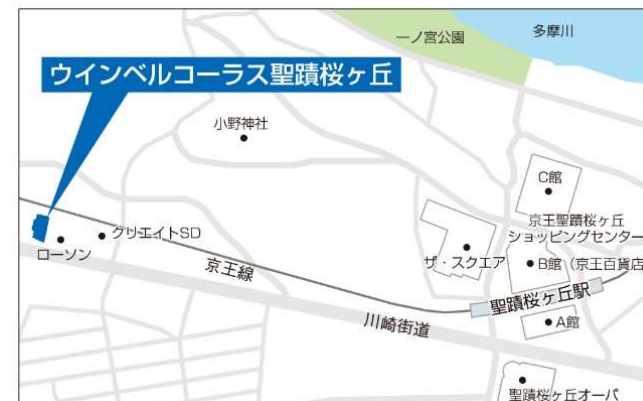 一ノ宮公園
多摩川
ウインベルコーラス聖蹟桜ヶ丘
小野神社
C館
京王聖蹟桜ヶ丘
ショッピングセンター
クリエイトSD
ローソン
ザ・スクエア
B館（京王百貨店
京王線
聖蹟桜ヶ丘駅
川崎街道
A館
聖蹟桜ヶ丘オーパ